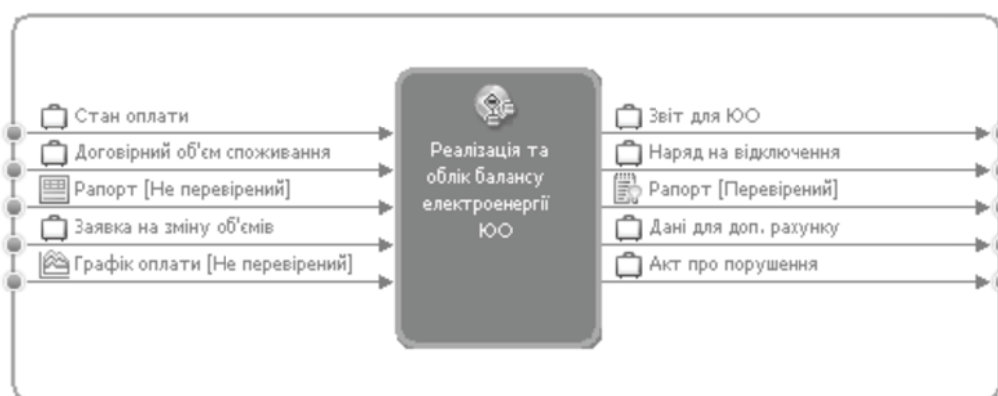 Стан оплати
Договірний об'єм споживання
Рапорт [Не перевірений]
Заявка на зміну об'ємів
Графік оплати [Не перевірений]
Реалізація та
облік балансу
електроенергії
ЮО
Звіт для ЮО
Наряд на відключення
Рапорт [Перевірений]
Дані для доп. рахунку
Акт про порушення